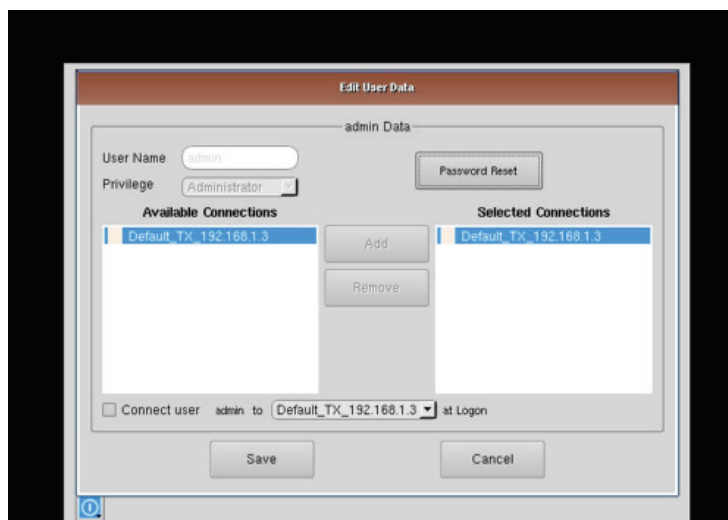 Edit User Data
admin Data
User Name admin
Password Reset
Privilege Administrator
Available Connections Selected Connections
Default_TX_192.168.1.3 Add Default_TX_192.168.1.3
Remove
Connect user admin to Default_TX_192.168.1.3 at Logon
Save Cancel